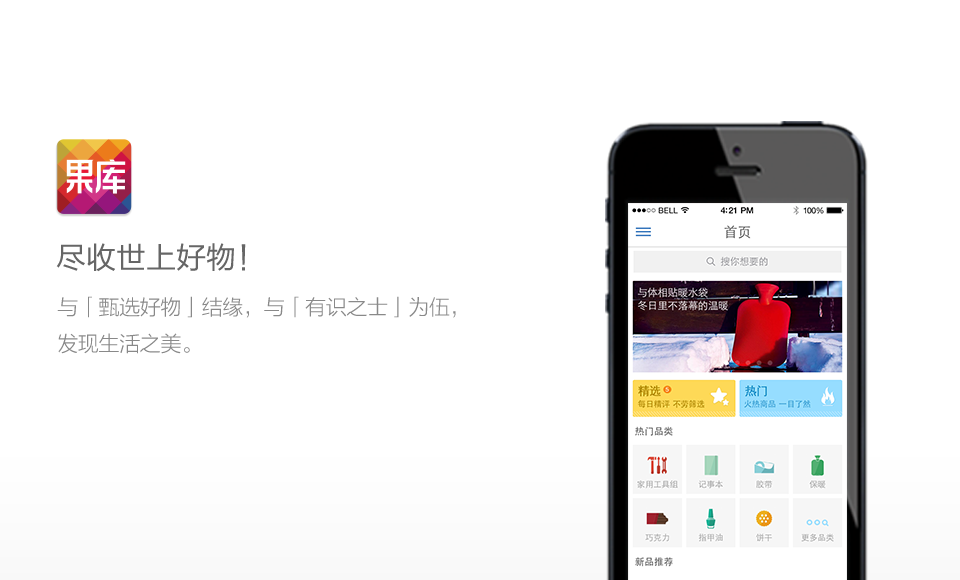 果库
尽收世上好物！
与「甄选好物」结缘，与「有识之士」为伍，
发现生活之美。
BELL 4:21 PM 100%
首页
搜你想要的
与体相贴暖水袋
冬日里不落幕的温暖
精选 5
每日精评 不劳筛选
热门
火热商品 一目了然
热门品类
家用工具组 记事本 胶带 保暖
巧克力 指甲油 饼干 更多品类
新品推荐